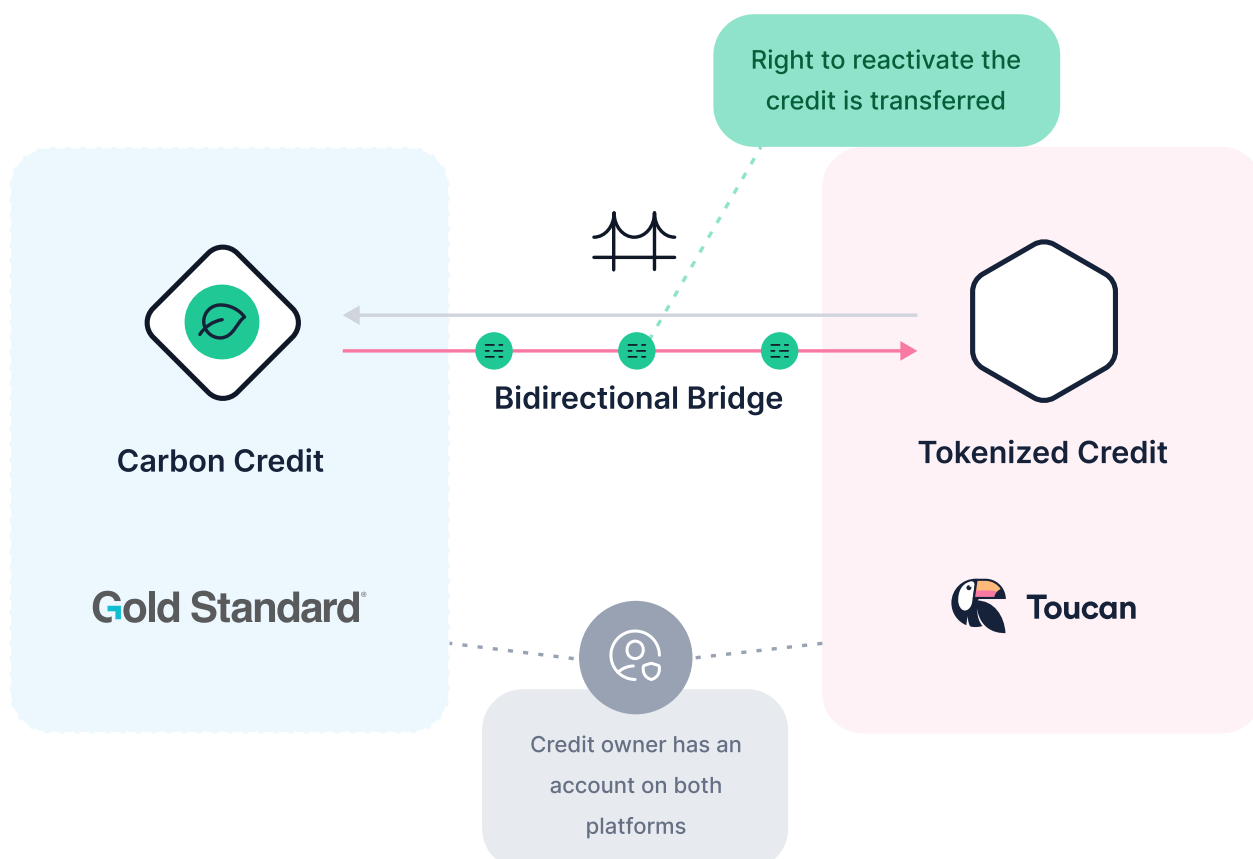 Right to reactivate the
credit is transferred
Bidirectional Bridge
Carbon Credit
Tokenized Credit
Gold Standard®
Toucan
Credit owner has an
account on both
platforms